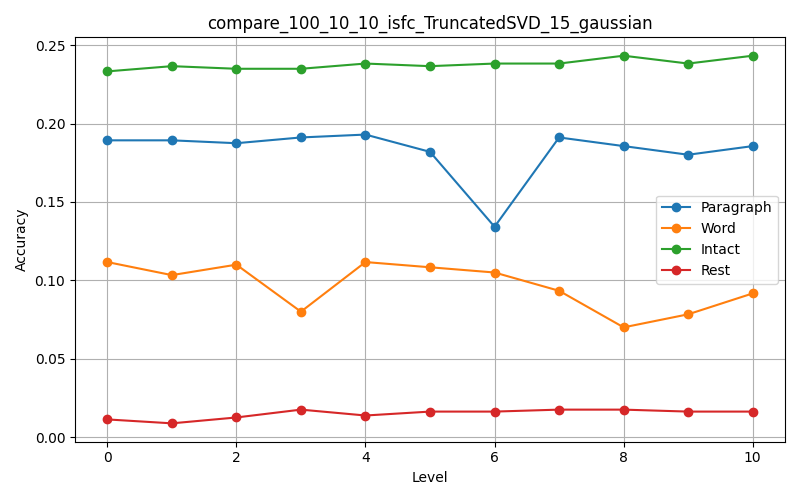 compare_100_10_10_isfc_TruncatedSVD_15_gaussian
0.25
0.20
0.15
0.10
0.05
0.00
Accuracy
Paragraph
Word
Intact
Rest
0 2 4 6 8 10
Level